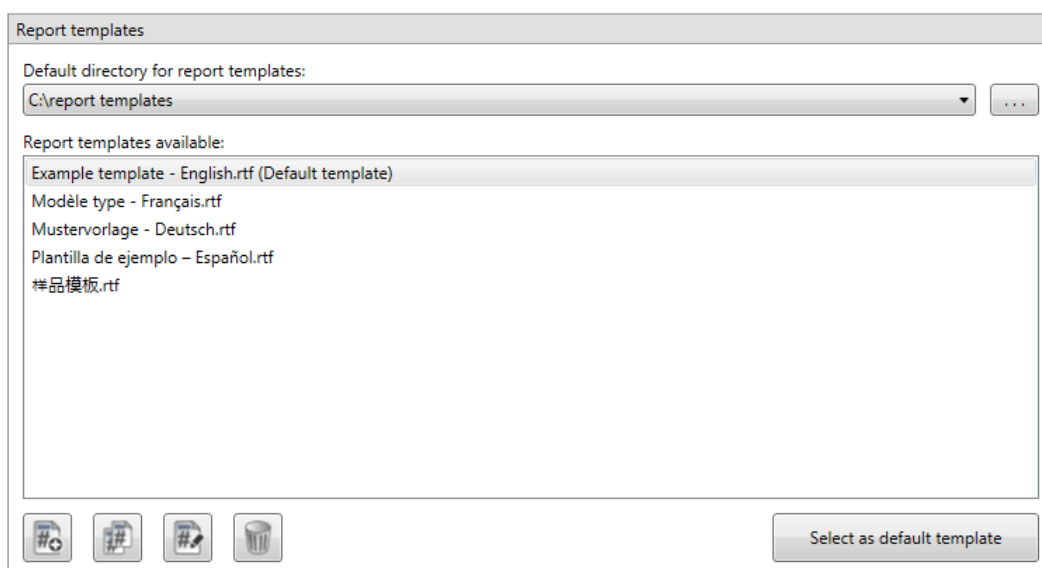 Report templates
Default directory for report templates:
C:\report templates
...
Report templates available:
Example template - English.rtf (Default template)
Modèle type - Français.rtf
Mustervorlage - Deutsch.rtf
Plantilla de ejemplo – Español.rtf
样品模板.rtf
# # #
Select as default template